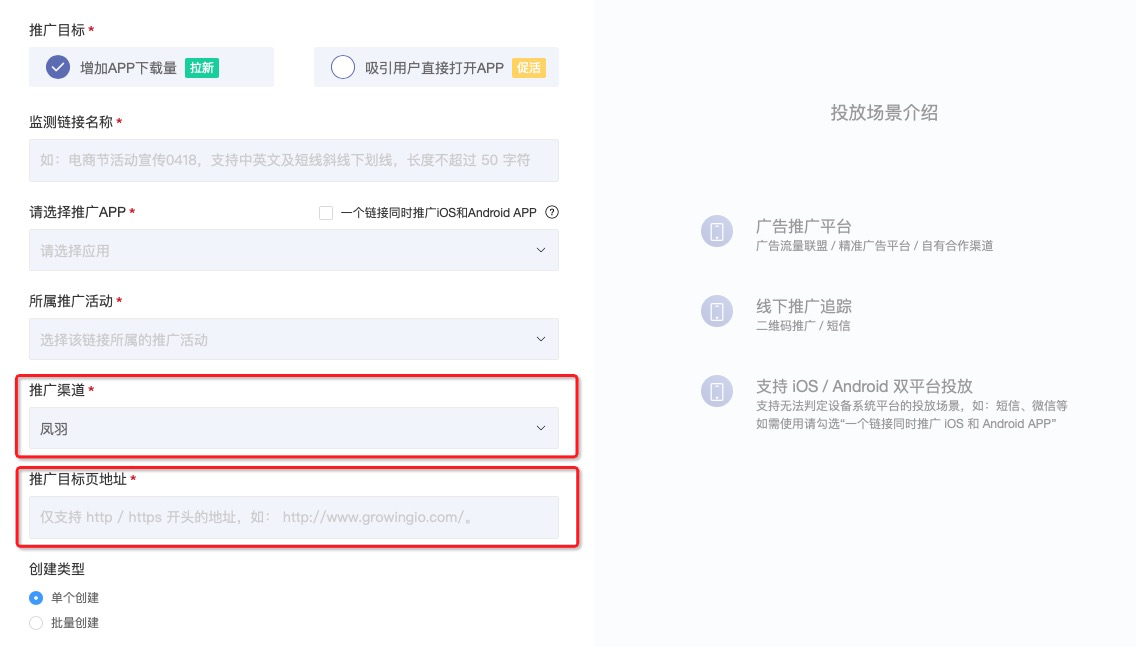 推广目标*
增加APP下载量 拉新
吸引用户直接打开APP 促活
监测链接名称*
如：电商节活动宣传0418，支持中英文及短线斜线下划线，长度不超过 50 字符
请选择推广APP*
一个链接同时推广iOS和Android APP ?
请选择应用
所属推广活动*
选择该链接所属的推广活动
推广渠道*
凤羽
推广目标页地址*
仅支持 http / https 开头的地址，如： http://www.growingio.com/。
创建类型
单个创建
批量创建
投放场景介绍
广告推广平台
广告流量联盟 / 精准广告平台 / 自有合作渠道
线下推广追踪
二维码推广 / 短信
支持 iOS / Android 双平台投放
支持无法判定设备系统平台的投放场景，如：短信、微信等
如需使用请勾选“一个链接同时推广 iOS 和 Android APP”